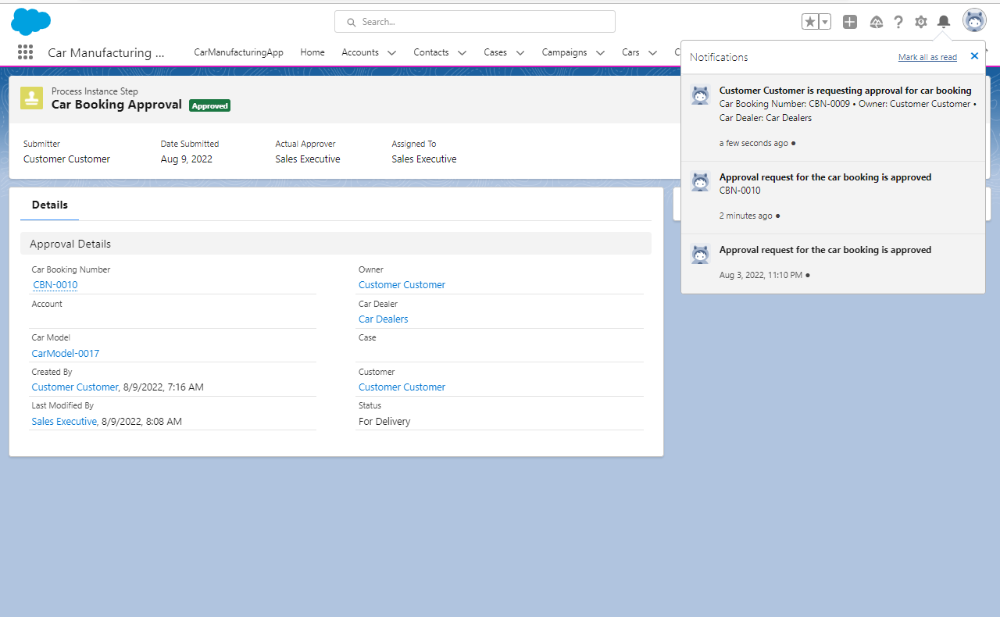 Search...
Car Manufacturing ...
CarManufacturingApp
Home
Accounts
Contacts
Cases
Campaigns
Cars
Process Instance Step
Car Booking Approval
Approved
Submitter
Customer Customer
Date Submitted
Aug 9, 2022
Actual Approver
Sales Executive
Assigned To
Sales Executive
Details
Approval Details
Car Booking Number
CBN-0010
Owner
Customer Customer
Account
Car Dealer
Car Dealers
Car Model
CarModel-0017
Case
Created By
Customer Customer, 8/9/2022, 7:16 AM
Customer
Customer Customer
Last Modified By
Sales Executive, 8/9/2022, 8:08 AM
Status
For Delivery
Notifications
Mark all as read
Customer Customer is requesting approval for car booking
Car Booking Number: CBN-0009 • Owner: Customer Customer •
Car Dealer: Car Dealers
a few seconds ago •
Approval request for the car booking is approved
CBN-0010
2 minutes ago •
Approval request for the car booking is approved
Aug 3, 2022, 11:10 PM •